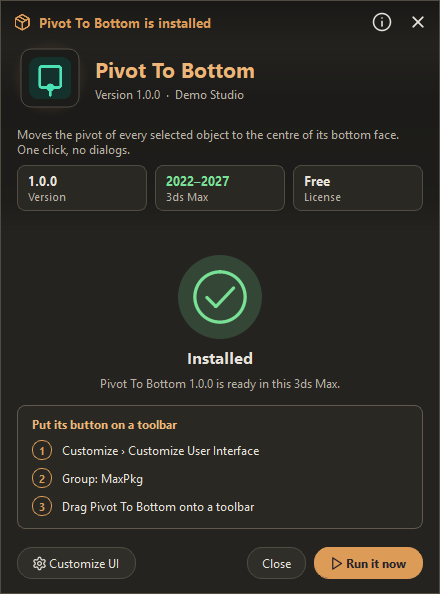 Pivot To Bottom is installed
Pivot To Bottom
Version 1.0.0 · Demo Studio
Moves the pivot of every selected object to the centre of its bottom face.
One click, no dialogs.
1.0.0
Version
2022–2027
3ds Max
Free
License
Installed
Pivot To Bottom 1.0.0 is ready in this 3ds Max.
Put its button on a toolbar
1 Customize › Customize User Interface
2 Group: MaxPkg
3 Drag Pivot To Bottom onto a toolbar
Customize UI
Close
Run it now